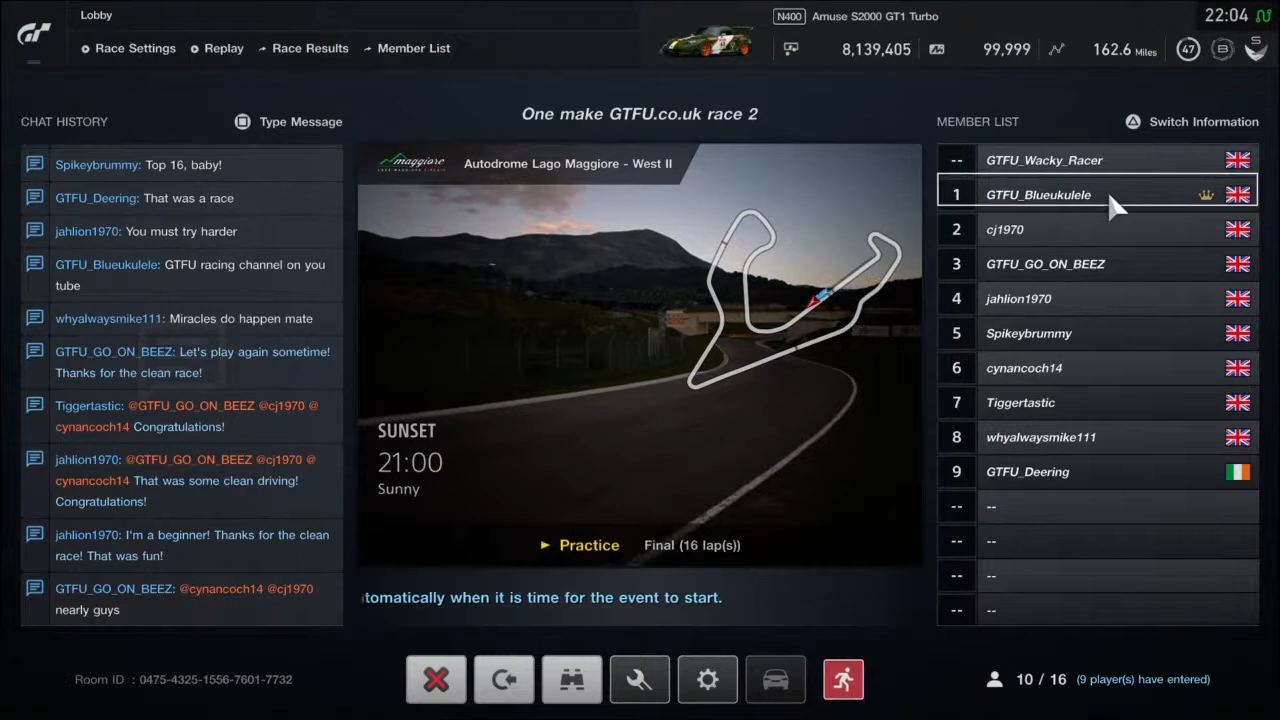 Lobby
Race Settings
Replay
Race Results
Member List
N400 Amuse S2000 GT1 Turbo
8,139,405
99,999
162.6 Miles
22:04
47
B
S
CHAT HISTORY
Type Message
Spikeybrummy: Top 16, baby!
GTFU_Deering: That was a race
jahlion1970: You must try harder
GTFU_Blueukulele: GTFU racing channel on you
tube
whyalwaysmike111: Miracles do happen mate
GTFU_GO_ON_BEEZ: Let's play again sometime!
Thanks for the clean race!
Tiggertastic: @GTFU_GO_ON_BEEZ @cj1970 @
cynancoch14 Congratulations!
jahlion1970: @GTFU_GO_ON_BEEZ @cj1970 @
cynancoch14 That was some clean driving!
Congratulations!
jahlion1970: I'm a beginner! Thanks for the clean
race! That was fun!
GTFU_GO_ON_BEEZ: @cynancoch14 @cj1970
nearly guys
One make GTFU.co.uk race 2
maggiore
Autodrome Lago Maggiore - West II
SUNSET
21:00
Sunny
Practice Final (16 lap(s))
tomatically when it is time for the event to start.
MEMBER LIST
Switch Information
-- GTFU_Wacky_Racer
1 GTFU_Blueukulele
2 cj1970
3 GTFU_GO_ON_BEEZ
4 jahlion1970
5 Spikeybrummy
6 cynancoch14
7 Tiggertastic
8 whyalwaysmike111
9 GTFU_Deering
-- --
-- --
-- --
-- --
Room ID : 0475-4325-1556-7601-7732
10 / 16 (9 player(s) have entered)